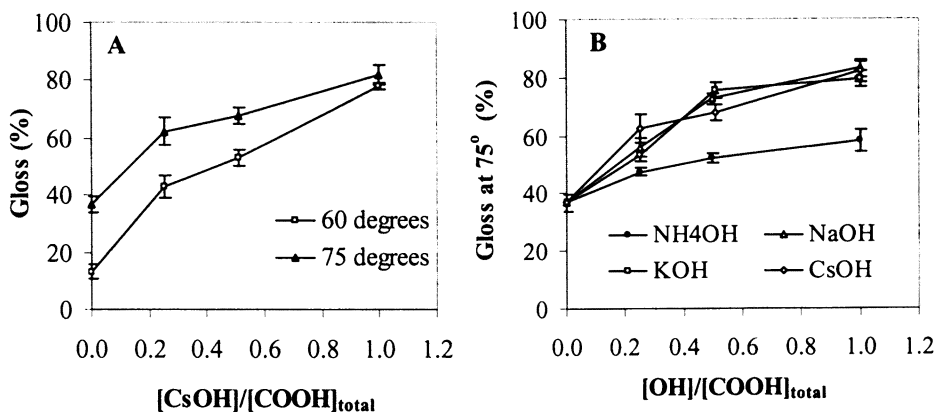 A
Gloss (%)
100
80
60
40
20
0
60 degrees
75 degrees
0.0 0.2 0.4 0.6 0.8 1.0 1.2
[CsOH]/[COOH]total
B
Gloss at 75° (%)
100
80
60
40
20
0
NH4OH NaOH
KOH CsOH
0.0 0.2 0.4 0.6 0.8 1.0 1.2
[OH]/[COOH]total